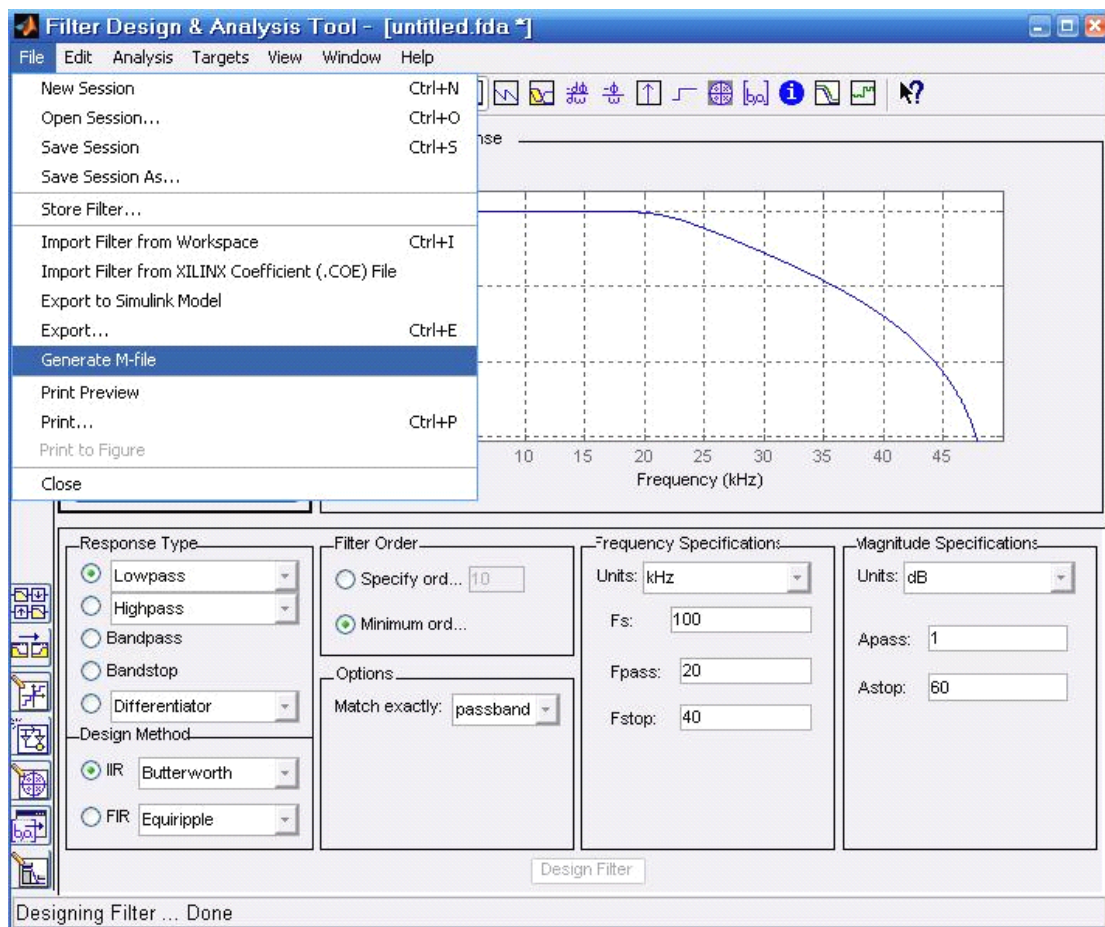 Filter Design & Analysis Tool - [untitled.fda *]
File Edit Analysis Targets View Window Help
New Session Ctrl+N
Open Session... Ctrl+O
Save Session Ctrl+S
Save Session As...
Store Filter...
Import Filter from Workspace Ctrl+I
Import Filter from XILINX Coefficient (.COE) File
Export to Simulink Model
Export... Ctrl+E
Generate M-file
Print Preview
Print... Ctrl+P
Print to Figure
Close
nse
10 15 20 25 30 35 40 45
Frequency (kHz)
Response Type
Lowpass
Highpass
Bandpass
Bandstop
Differentiator
Design Method
IIR Butterworth
FIR Equiripple
Filter Order
Specify ord... 10
Minimum ord...
Options
Match exactly: passband
Frequency Specifications
Units: kHz
Fs: 100
Fpass: 20
Fstop: 40
Magnitude Specifications
Units: dB
Apass: 1
Astop: 60
Design Filter
Designing Filter ... Done